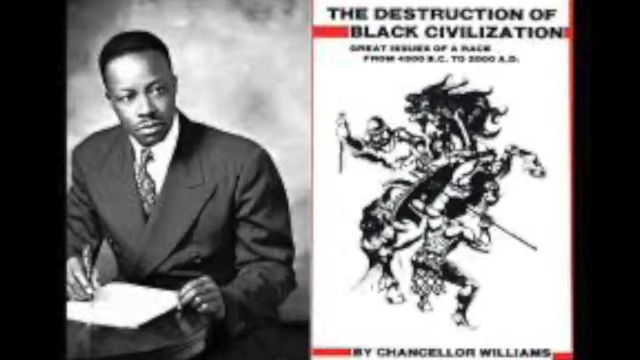 THE DESTRUCTION OF
BLACK CIVILIZATION
GREAT ISSUES OF A RACE
FROM 4500 B.C. TO 2000 A.D.
BY CHANCELLOR WILLIAMS